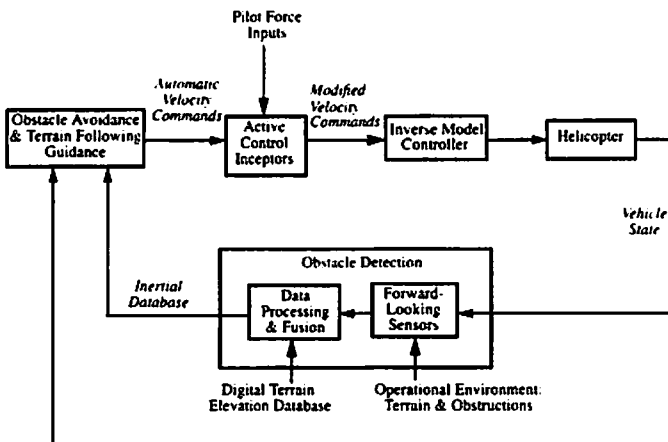 Pilot Force
Inputs
Automatic
Velocity
Commands
Modified
Velocity
Commands
Obstacle Avoidance
& Terrain Following
Guidance
Active
Control
Inceptors
Inverse Model
Controller
Helicopter
Vehicle
State
Obstacle Detection
Inertial
Database
Data
Processing
& Fusion
Forward-
Looking
Sensors
Digital Terrain
Elevation Database
Operational Environment:
Terrain & Obstructions